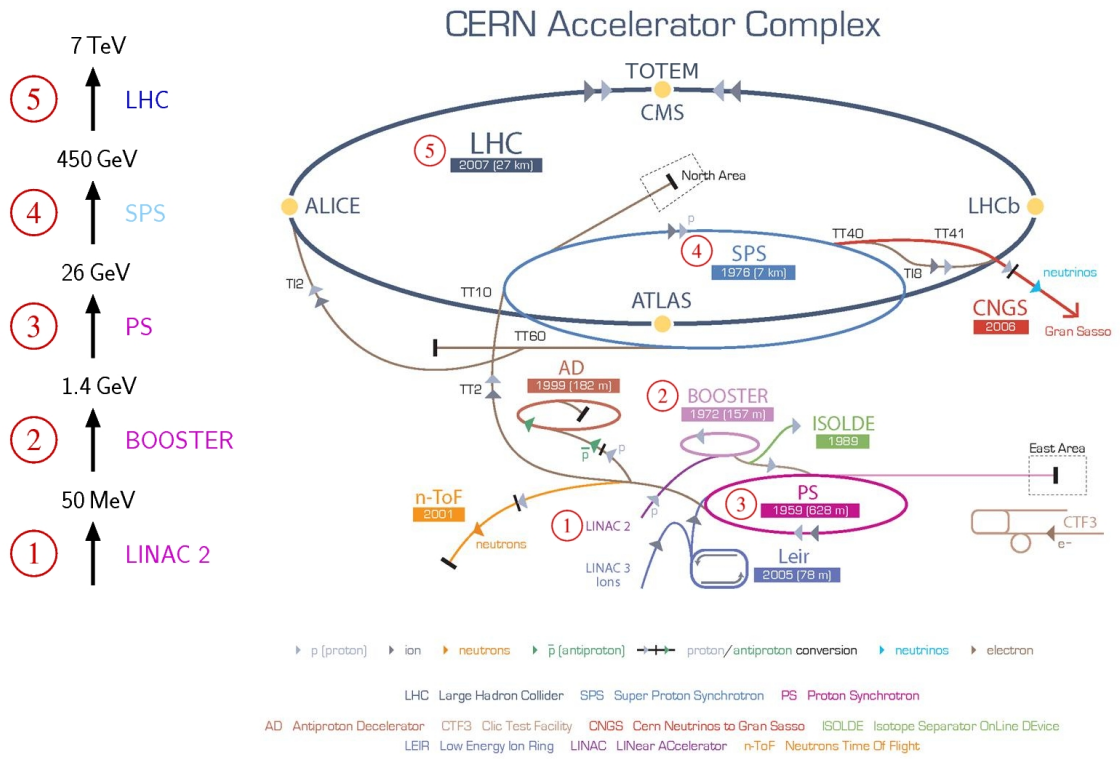 CERN Accelerator Complex
7 TeV
5
LHC
450 GeV
4
SPS
26 GeV
3
PS
1.4 GeV
2
BOOSTER
50 MeV
1
LINAC 2
TOTEM
CMS
5
LHC
2007 (27 km)
North Area
ALICE
LHCb
p
4
SPS
1976 (7 km)
TT40
TT41
TI8
neutrinos
TI2
TT10
ATLAS
CNGS
2006
Gran Sasso
TT60
TT2
AD
1999 (182 m)
2
BOOSTER
1972 (157 m)
ISOLDE
1989
p̅
p
East Area
n-ToF
2001
neutrons
1
LINAC 2
p
3
PS
1959 (628 m)
CTF3
e–
LINAC 3
Ions
Leir
2005 (78 m)
p (proton)
ion
neutrons
p̅ (antiproton)
proton/antiproton conversion
neutrinos
electron
LHC Large Hadron Collider SPS Super Proton Synchrotron PS Proton Synchrotron
AD Antiproton Decelerator CTF3 Clic Test Facility CNGS Cern Neutrinos to Gran Sasso ISOLDE Isotope Separator OnLine DEvice
LEIR Low Energy Ion Ring LINAC LINear ACcelerator n-ToF Neutrons Time Of Flight